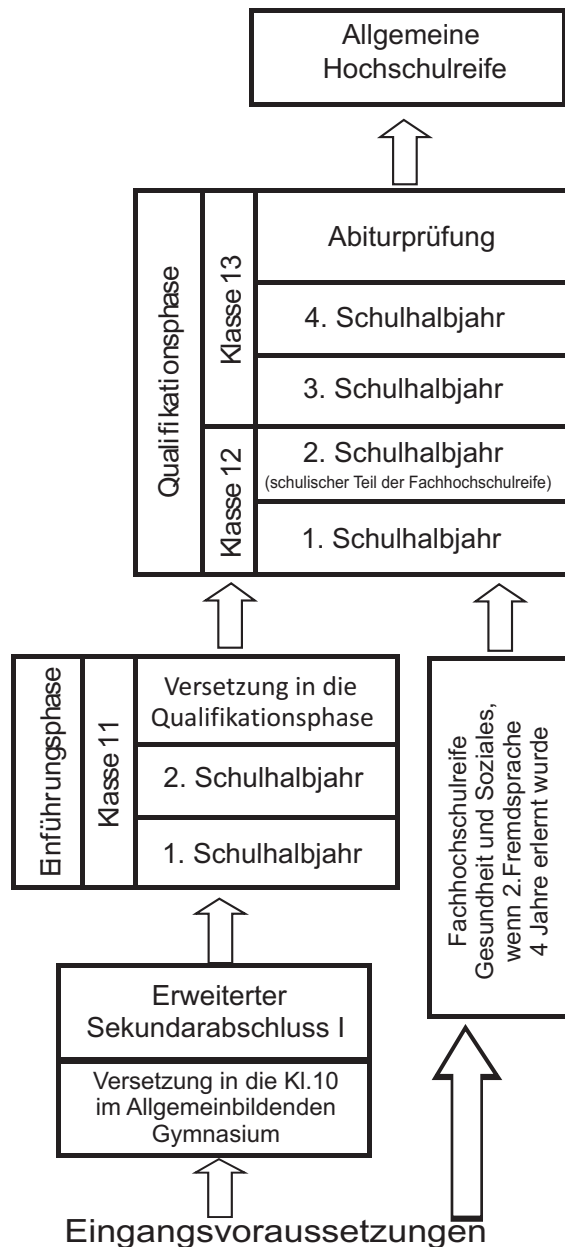 Allgemeine
Hochschulreife
Qualifikationsphase
Klasse 13
Abiturprüfung
4. Schulhalbjahr
3. Schulhalbjahr
Klasse 12
2. Schulhalbjahr
(schulischer Teil der Fachhochschulreife)
1. Schulhalbjahr
Einführungsphase
Klasse 11
Versetzung in die
Qualifikationsphase
2. Schulhalbjahr
1. Schulhalbjahr
Fachhochschulreife
Gesundheit und Soziales,
wenn 2.Fremdsprache
4 Jahre erlernt wurde
Erweiterter
Sekundarabschluss I
Versetzung in die Kl.10
im Allgemeinbildenden
Gymnasium
Eingangsvoraussetzungen